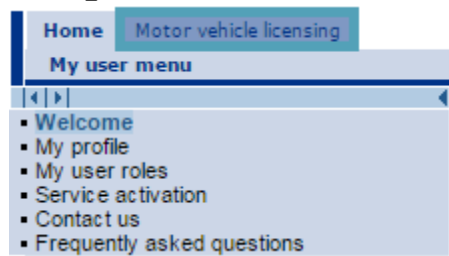 Home Motor vehicle licensing
My user menu
Welcome
My profile
My user roles
Service activation
Contact us
Frequently asked questions